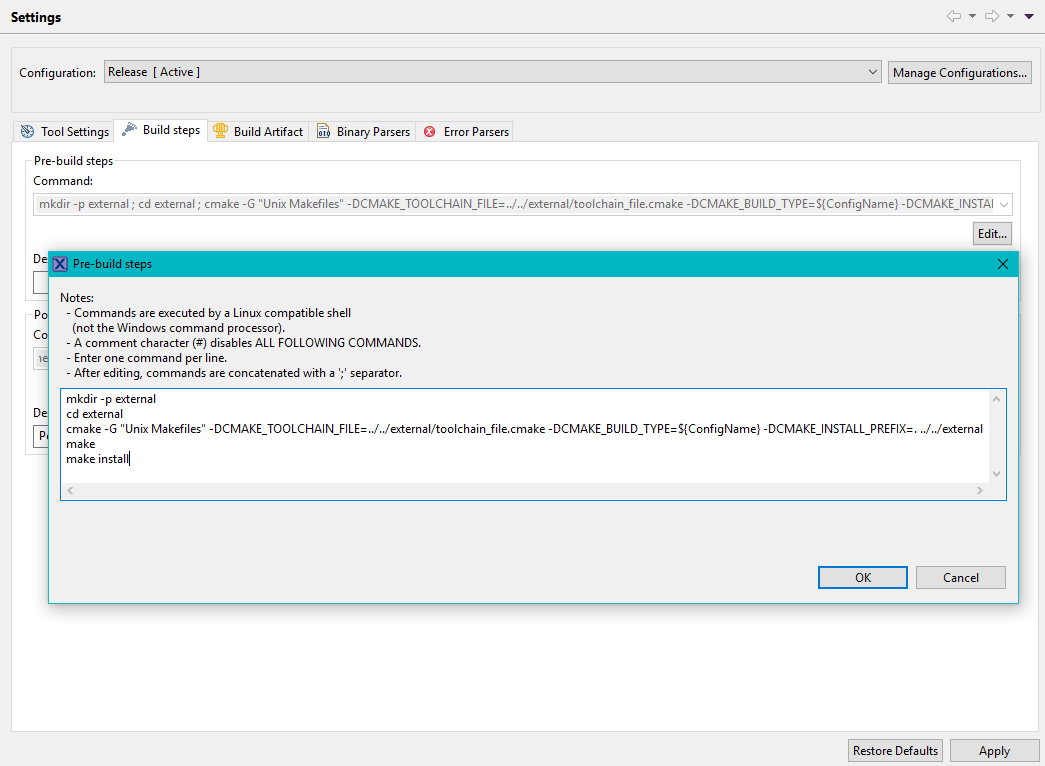 Settings
Configuration: Release [ Active ] Manage Configurations...
Tool Settings Build steps Build Artifact Binary Parsers Error Parsers
Pre-build steps
Command:
mkdir -p external ; cd external ; cmake -G "Unix Makefiles" -DCMAKE_TOOLCHAIN_FILE=../../external/toolchain_file.cmake -DCMAKE_BUILD_TYPE=${ConfigName} -DCMAKE_INSTAI
Edit...
De
Pre-build steps
Notes:
- Commands are executed by a Linux compatible shell
(not the Windows command processor).
- A comment character (#) disables ALL FOLLOWING COMMANDS.
- Enter one command per line.
- After editing, commands are concatenated with a ';' separator.
Po
Co
De
mkdir -p external
cd external
cmake -G "Unix Makefiles" -DCMAKE_TOOLCHAIN_FILE=../../external/toolchain_file.cmake -DCMAKE_BUILD_TYPE=${ConfigName} -DCMAKE_INSTALL_PREFIX=. ../../external
make
make install
OK Cancel
Restore Defaults Apply